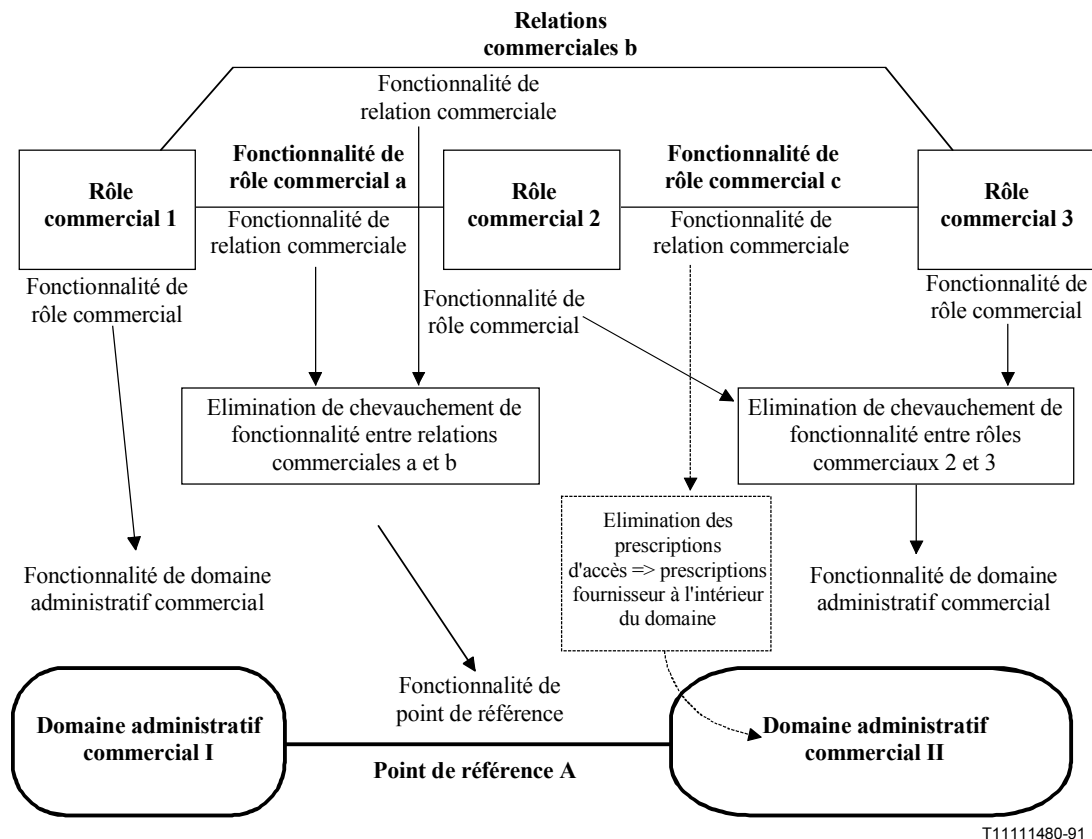 Relations
commerciales b
Fonctionnalité de
relation commerciale
Rôle
commercial 1
Fonctionnalité de
rôle commercial a
Rôle
commercial 2
Fonctionnalité de
rôle commercial c
Rôle
commercial 3
Fonctionnalité de
relation commerciale
Fonctionnalité de
relation commerciale
Fonctionnalité de
rôle commercial
Fonctionnalité de
rôle commercial
Fonctionnalité de
rôle commercial
Elimination de chevauchement de
fonctionnalité entre relations
commerciales a et b
Elimination de chevauchement de
fonctionnalité entre rôles
commerciaux 2 et 3
Elimination des
prescriptions
d'accès => prescriptions
fournisseur à l'intérieur
du domaine
Fonctionnalité de domaine
administratif commercial
Fonctionnalité de domaine
administratif commercial
Fonctionnalité de
point de référence
Domaine administratif
commercial I
Point de référence A
Domaine administratif
commercial II
T11111480-91